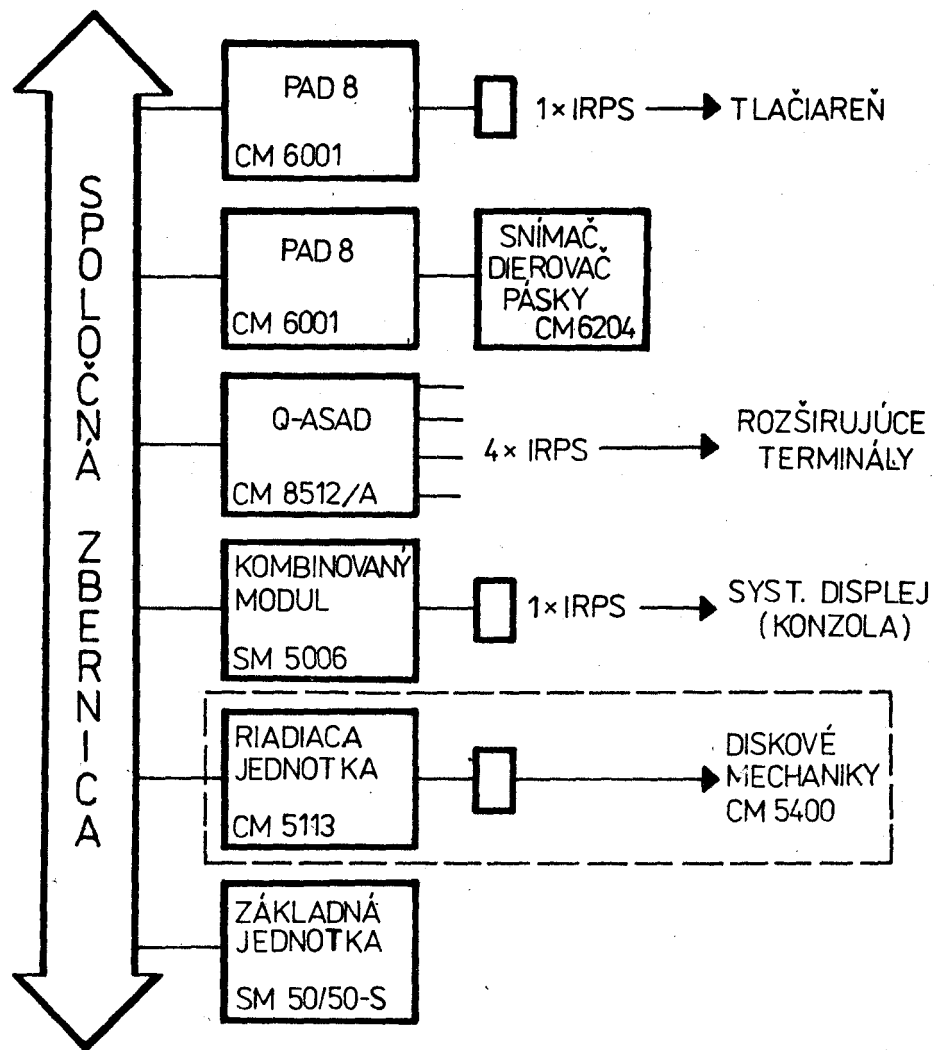 SPOLOČNÁ ZBERNICA
PAD 8
CM 6001
1× IRPS
TLAČIAREŇ
PAD 8
CM 6001
SNÍMAČ
DIEROVAČ
PÁSKY
CM6204
Q-ASAD
CM 8512/A
4× IRPS
ROZŠIRUJÚCE
TERMINÁLY
KOMBINOVANÝ
MODUL
SM 5006
1× IRPS
SYST. DISPLEJ
(KONZOLA)
RIADIACA
JEDNOTKA
CM 5113
DISKOVÉ
MECHANIKY
CM 5400
ZÁKLADNÁ
JEDNOTKA
SM 50/50-S